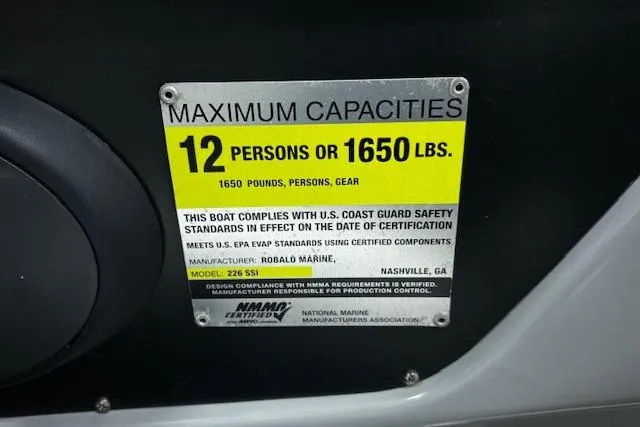 MAXIMUM CAPACITIES
12 PERSONS OR 1650 LBS.
1650 POUNDS, PERSONS, GEAR
THIS BOAT COMPLIES WITH U.S. COAST GUARD SAFETY
STANDARDS IN EFFECT ON THE DATE OF CERTIFICATION
MEETS U.S. EPA EVAP STANDARDS USING CERTIFIED COMPONENTS
MANUFACTURER: ROBALO MARINE,
MODEL: 226 SSI NASHVILLE, GA
DESIGN COMPLIANCE WITH NMMA REQUIREMENTS IS VERIFIED.
MANUFACTURER RESPONSIBLE FOR PRODUCTION CONTROL.
NMMA
CERTIFIED
NATIONAL MARINE
MANUFACTURERS ASSOCIATION